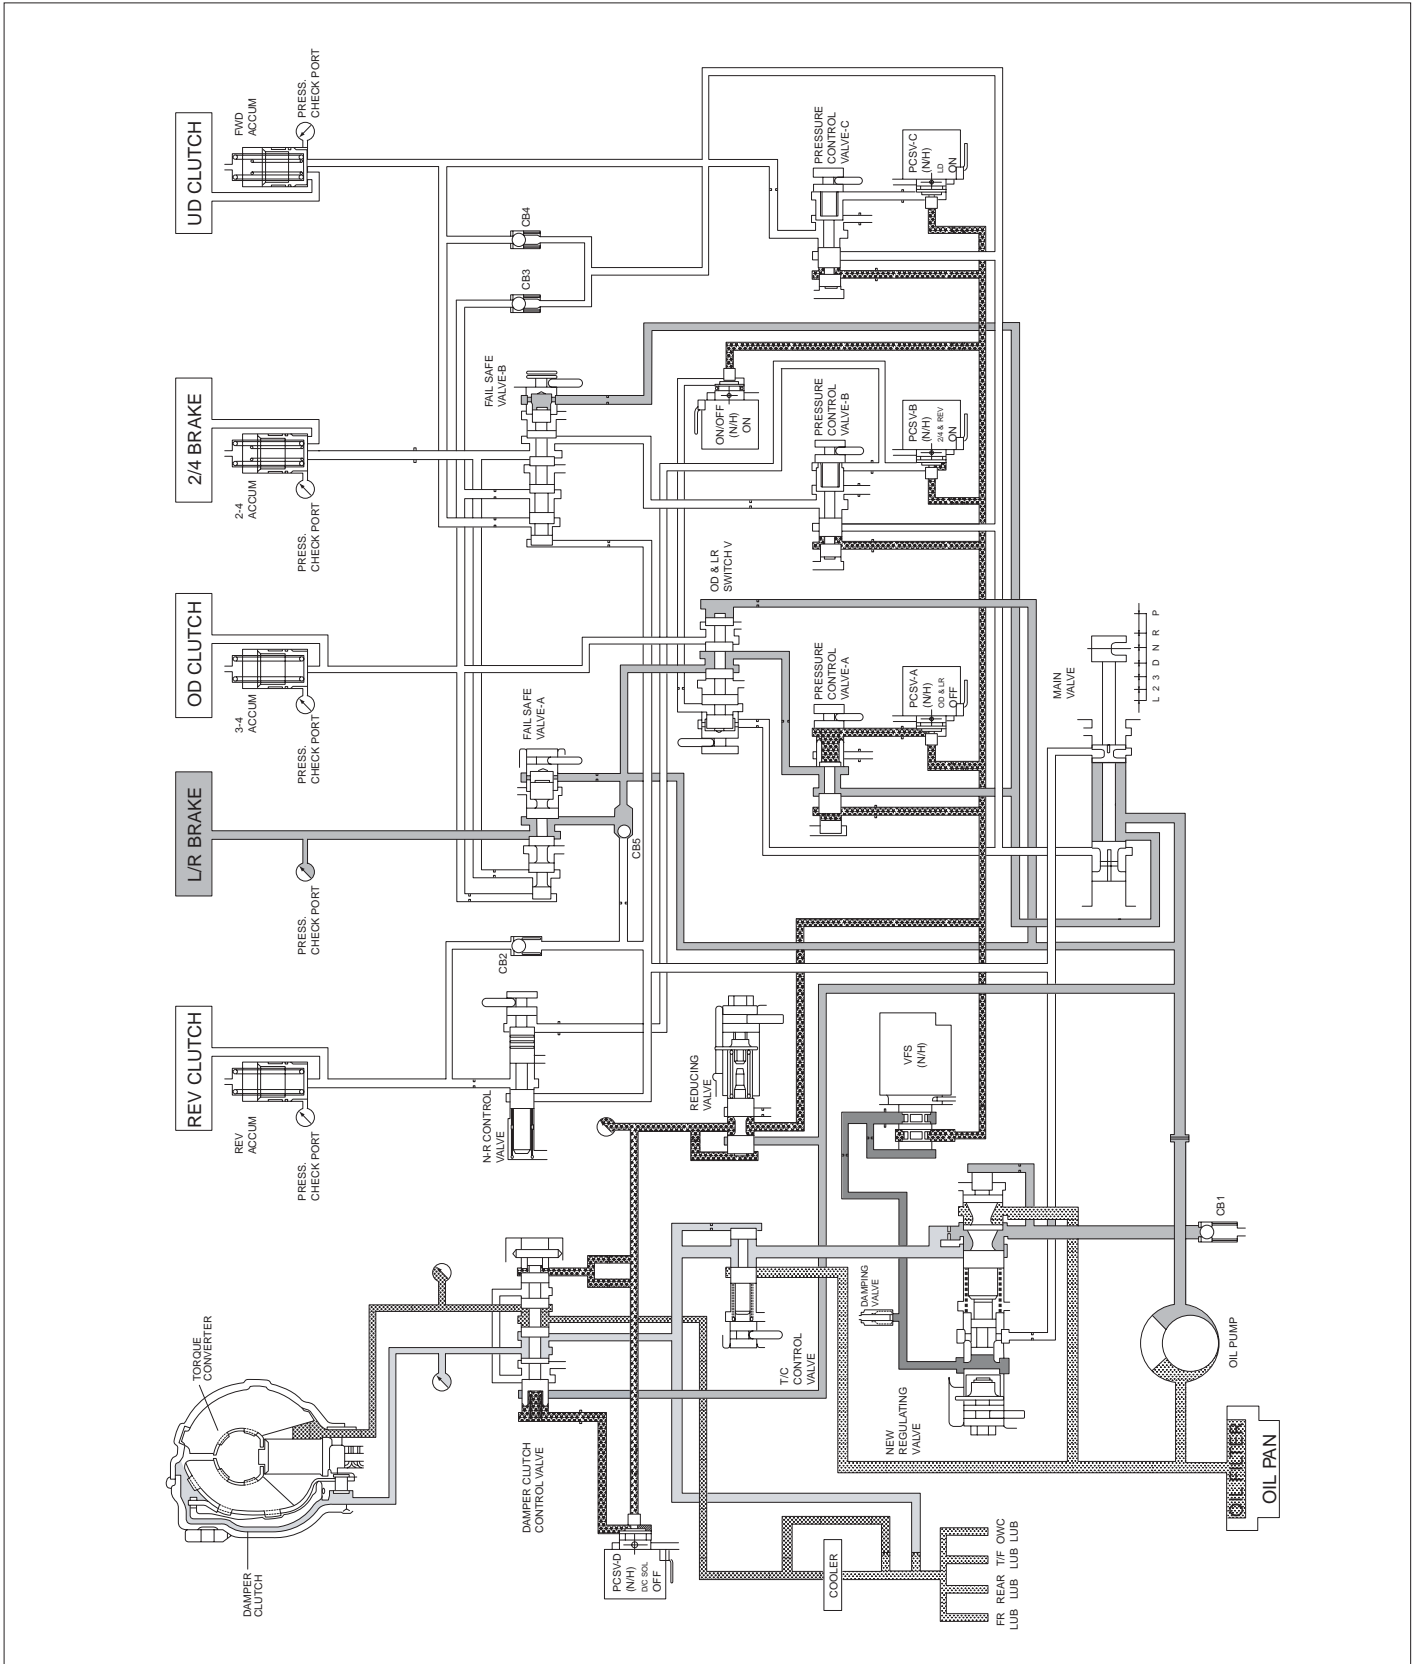 UD CLUTCH
FWD
ACCUM
PRESS.
CHECK PORT
2/4 BRAKE
2-4
ACCUM
PRESS.
CHECK PORT
OD CLUTCH
3-4
ACCUM
PRESS.
CHECK PORT
L/R BRAKE
PRESS.
CHECK PORT
REV CLUTCH
REV
ACCUM
PRESS.
CHECK PORT
CB4
CB3
FAIL SAFE
VALVE-B
FAIL SAFE
VALVE-A
CB5
CB2
N-R CONTROL
VALVE
PRESSURE
CONTROL
VALVE-C
PCSV-C
(N/H)
LD
ON
ON/OFF
(N/H)
ON
PRESSURE
CONTROL
VALVE-B
PCSV-B
(N/H)
2/4 & REV
ON
OD & LR
SWITCH V
PRESSURE
CONTROL
VALVE-A
PCSV-A
(N/H)
OD & LR
OFF
MAIN
VALVE
L 2 3 D N R P
REDUCING
VALVE
VFS
(N/H)
TORQUE
CONVERTER
DAMPER
CLUTCH
DAMPER CLUTCH
CONTROL VALVE
PCSV-D
(N/H)
D/C SOL
OFF
T/C
CONTROL
VALVE
DAMPING
VALVE
NEW
REGULATING
VALVE
CB1
OIL PUMP
COOLER
FR
LUB
REAR
LUB
T/F
LUB
OWC
LUB
OIL FILTER
OIL PAN